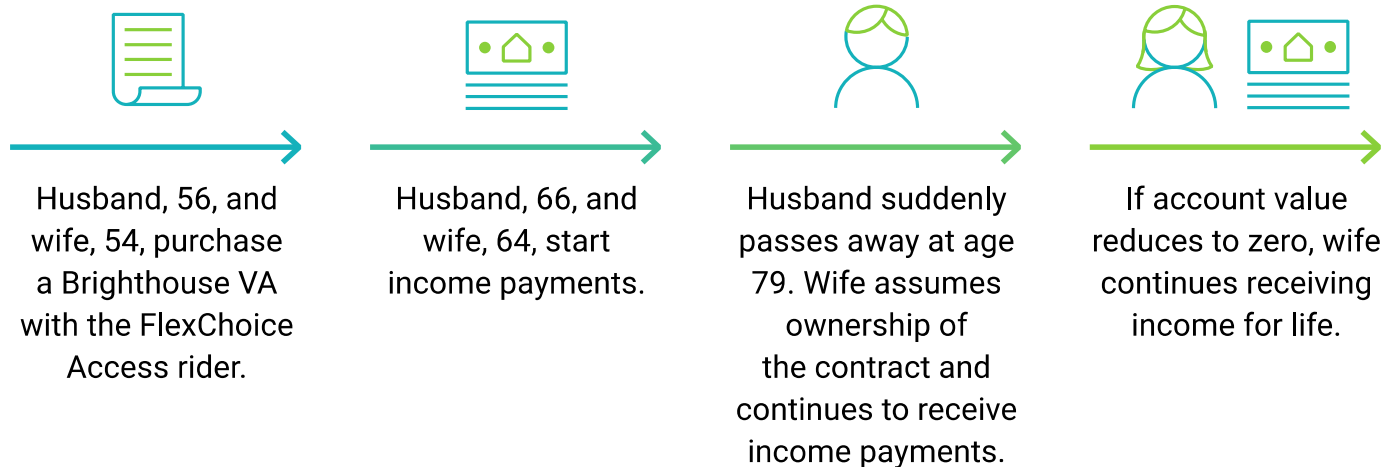 Husband, 56, and
wife, 54, purchase
a Brighthouse VA
with the FlexChoice
Access rider.
Husband, 66, and
wife, 64, start
income payments.
Husband suddenly
passes away at age
79. Wife assumes
ownership of
the contract and
continues to receive
income payments.
If account value
reduces to zero, wife
continues receiving
income for life.